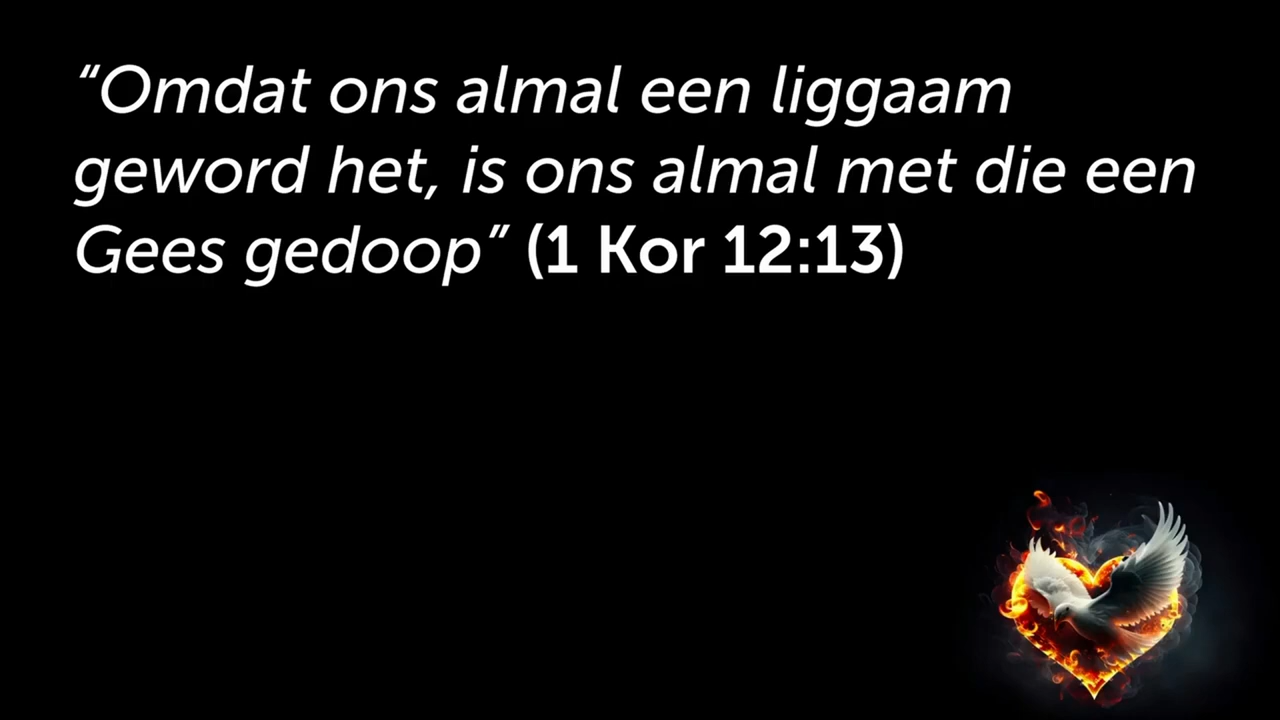 “Omdat ons almal een liggaam
geword het, is ons almal met die een
Gees gedoop” (1 Kor 12:13)